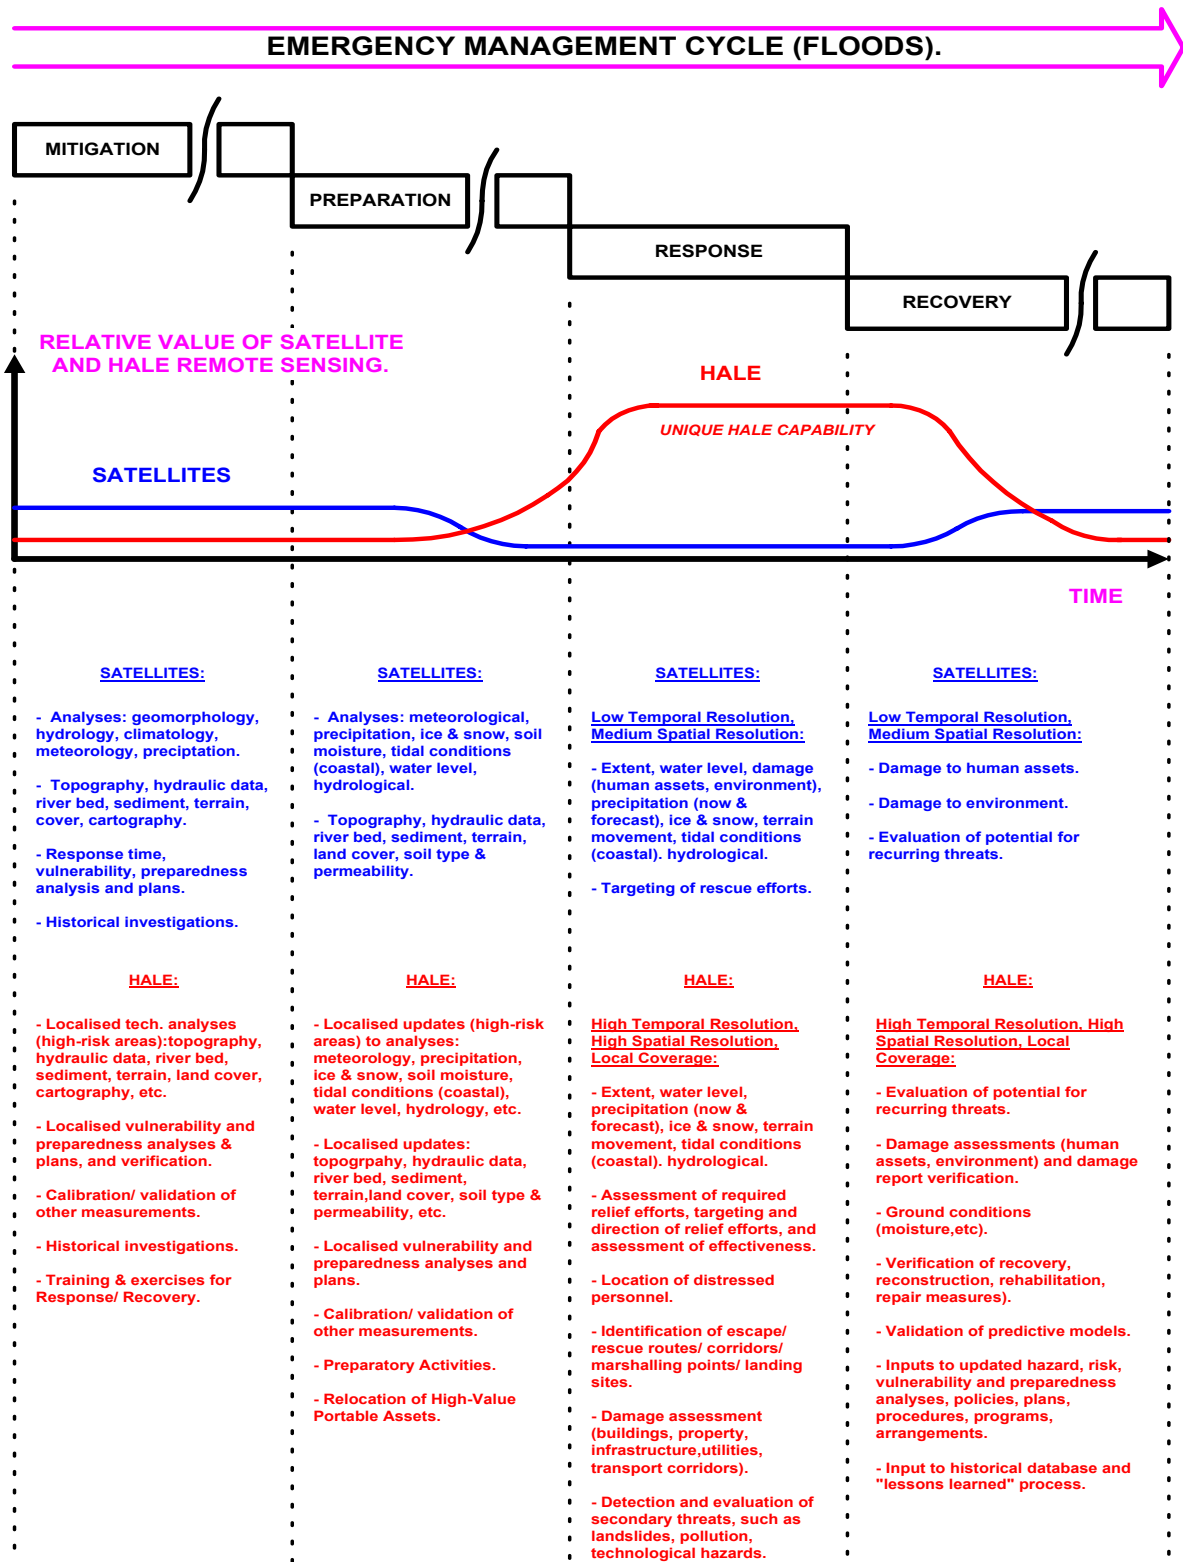 EMERGENCY MANAGEMENT CYCLE (FLOODS).
MITIGATION
PREPARATION
RESPONSE
RECOVERY
RELATIVE VALUE OF SATELLITE
AND HALE REMOTE SENSING.
HALE
UNIQUE HALE CAPABILITY
SATELLITES
TIME
SATELLITES:
- Analyses: geomorphology,
hydrology, climatology,
meteorology, preciptation.
- Topography, hydraulic data,
river bed, sediment, terrain,
cover, cartography.
- Response time,
vulnerability, preparedness
analysis and plans.
- Historical investigations.
HALE:
- Localised tech. analyses
(high-risk areas):topography,
hydraulic data, river bed,
sediment, terrain, land cover,
cartography, etc.
- Localised vulnerability and
preparedness analyses &
plans, and verification.
- Calibration/ validation of
other measurements.
- Historical investigations.
- Training & exercises for
Response/ Recovery.
SATELLITES:
- Analyses: meteorological,
precipitation, ice & snow, soil
moisture, tidal conditions
(coastal), water level,
hydrological.
- Topography, hydraulic data,
river bed, sediment, terrain,
land cover, soil type &
permeability.
HALE:
- Localised updates (high-risk
areas) to analyses:
meteorology, precipitation,
ice & snow, soil moisture,
tidal conditions (coastal),
water level, hydrology, etc.
- Localised updates:
topogrpahy, hydraulic data,
river bed, sediment,
terrain,land cover, soil type &
permeability, etc.
- Localised vulnerability and
preparedness analyses and
plans.
- Calibration/ validation of
other measurements.
- Preparatory Activities.
- Relocation of High-Value
Portable Assets.
SATELLITES:
Low Temporal Resolution,
Medium Spatial Resolution:
- Extent, water level, damage
(human assets, environment),
precipitation (now &
forecast), ice & snow, terrain
movement, tidal conditions
(coastal). hydrological.
- Targeting of rescue efforts.
HALE:
High Temporal Resolution,
High Spatial Resolution,
Local Coverage:
- Extent, water level,
precipitation (now &
forecast), ice & snow, terrain
movement, tidal conditions
(coastal). hydrological.
- Assessment of required
relief efforts, targeting and
direction of relief efforts, and
assessment of effectiveness.
- Location of distressed
personnel.
- Identification of escape/
rescue routes/ corridors/
marshalling points/ landing
sites.
- Damage assessment
(buildings, property,
infrastructure,utilities,
transport corridors).
- Detection and evaluation of
secondary threats, such as
landslides, pollution,
technological hazards.
SATELLITES:
Low Temporal Resolution,
Medium Spatial Resolution:
- Damage to human assets.
- Damage to environment.
- Evaluation of potential for
recurring threats.
HALE:
High Temporal Resolution, High
Spatial Resolution, Local
Coverage:
- Evaluation of potential for
recurring threats.
- Damage assessments (human
assets, environment) and damage
report verification.
- Ground conditions
(moisture,etc).
- Verification of recovery,
reconstruction, rehabilitation,
repair measures).
- Validation of predictive models.
- Inputs to updated hazard, risk,
vulnerability and preparedness
analyses, policies, plans,
procedures, programs,
arrangements.
- Input to historical database and
"lessons learned" process.